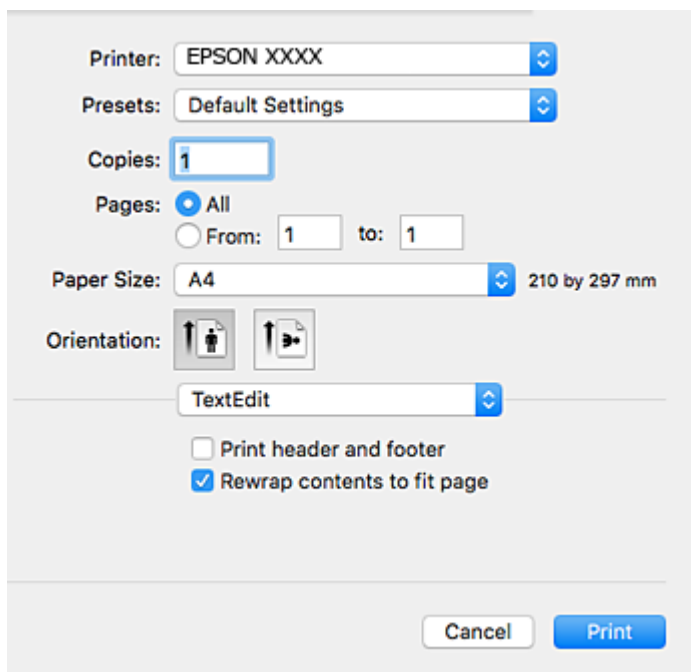 Printer: EPSON XXXX
Presets: Default Settings
Copies: 1
Pages: All
From: 1 to: 1
Paper Size: A4 210 by 297 mm
Orientation:
TextEdit
Print header and footer
Rewrap contents to fit page
Cancel Print